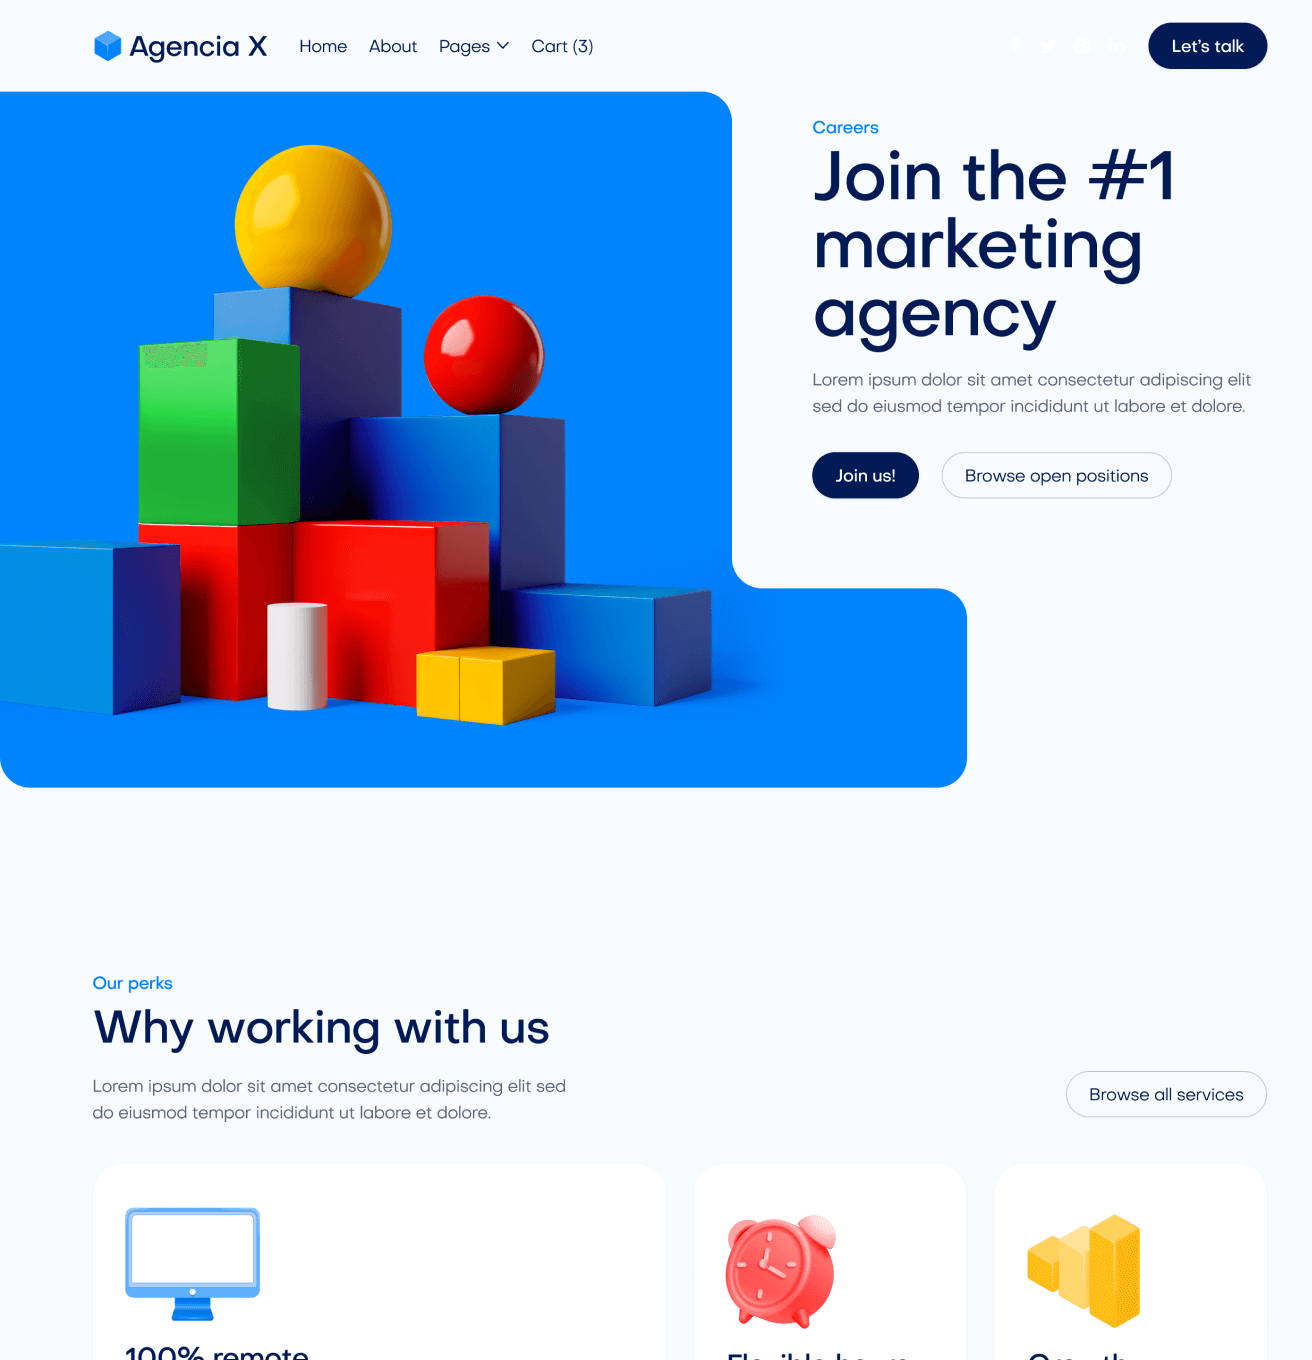 Agencia X
Home
About
Pages
Cart (3)
Let's talk
Careers
Join the #1
marketing
agency
Lorem ipsum dolor sit amet consectetur adipiscing elit
sed do eiusmod tempor incididunt ut labore et dolore.
Join us!
Browse open positions
Our perks
Why working with us
Lorem ipsum dolor sit amet consectetur adipiscing elit sed
do eiusmod tempor incididunt ut labore et dolore.
Browse all services
100% remote
Flexible hours
Growth